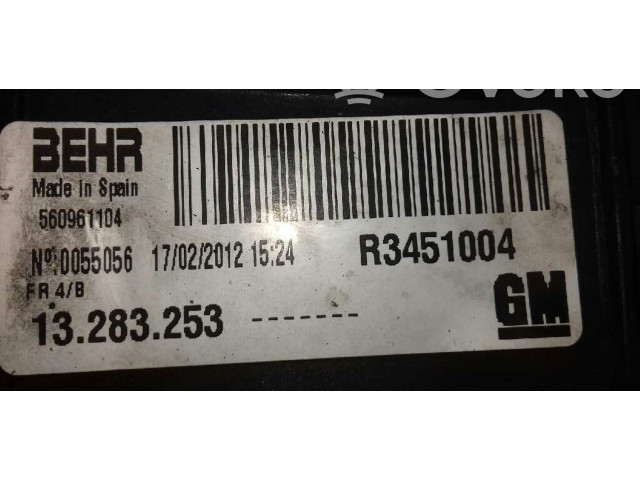 BEHR
Made In Spain
560961104
Nº:0055056 17/02/2012 15:24 R3451004
FR 4/B
13.283.253 -------
GM